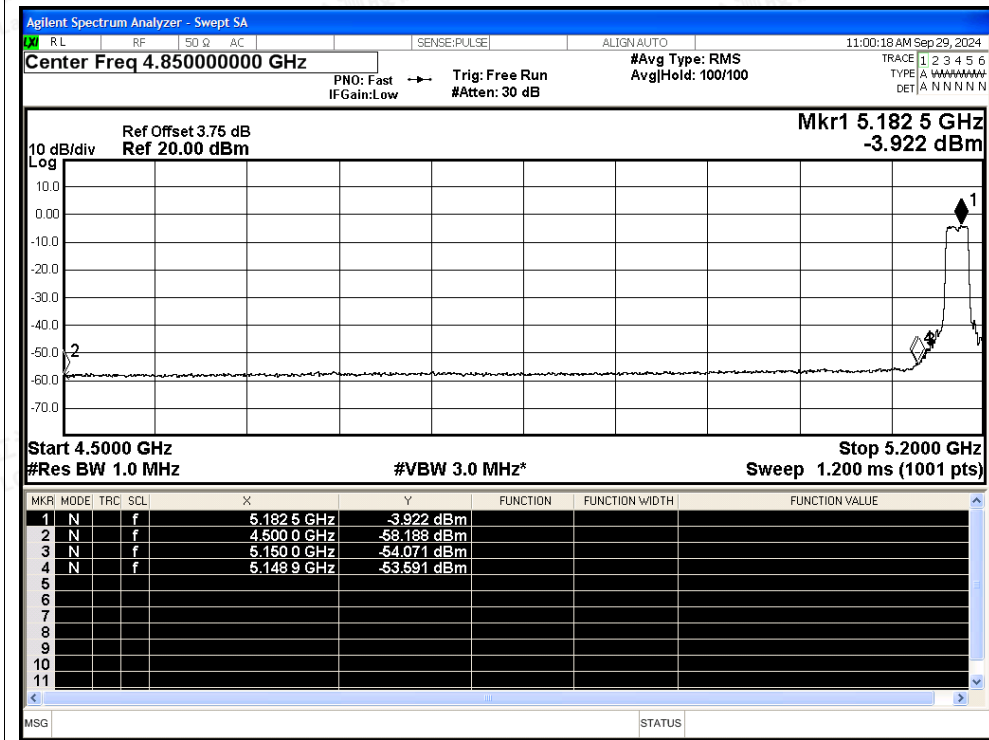 Agilent Spectrum Analyzer - Swept SA
LXI RL RF 50 Ω AC SENSE:PULSE ALIGN AUTO 11:00:18 AM Sep 29, 2024
Center Freq 4.850000000 GHz #Avg Type: RMS TRACE 1 2 3 4 5 6
PNO: Fast Trig: Free Run Avg|Hold: 100/100 TYPE A
IFGain:Low #Atten: 30 dB DET A N N N N N
Mkr1 5.182 5 GHz
Ref Offset 3.75 dB -3.922 dBm
10 dB/div Ref 20.00 dBm
Log
10.0
1
0.00
-10.0
-20.0
-30.0
-40.0
4
-50.0 2
-60.0
-70.0
Start 4.5000 GHz Stop 5.2000 GHz
#Res BW 1.0 MHz #VBW 3.0 MHz* Sweep 1.200 ms (1001 pts)
MKR MODE TRC SCL X Y FUNCTION FUNCTION WIDTH FUNCTION VALUE
1 N f 5.182 5 GHz -3.922 dBm
2 N f 4.500 0 GHz -58.188 dBm
3 N f 5.150 0 GHz -54.071 dBm
4 N f 5.148 9 GHz -53.591 dBm
5
6
7
8
9
10
11
MSG STATUS